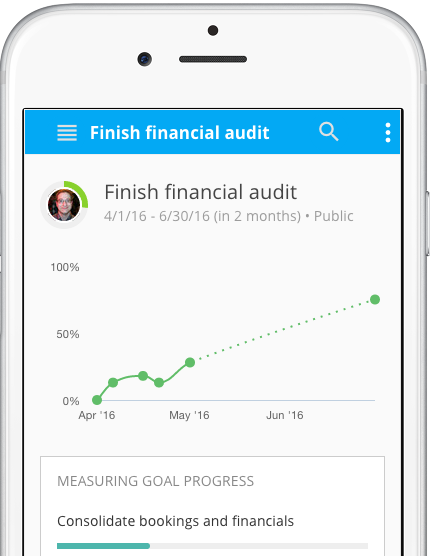 Finish financial audit
Finish financial audit
4/1/16 - 6/30/16 (in 2 months) • Public
100%
50%
0%
Apr '16 May '16 Jun '16
MEASURING GOAL PROGRESS
Consolidate bookings and financials